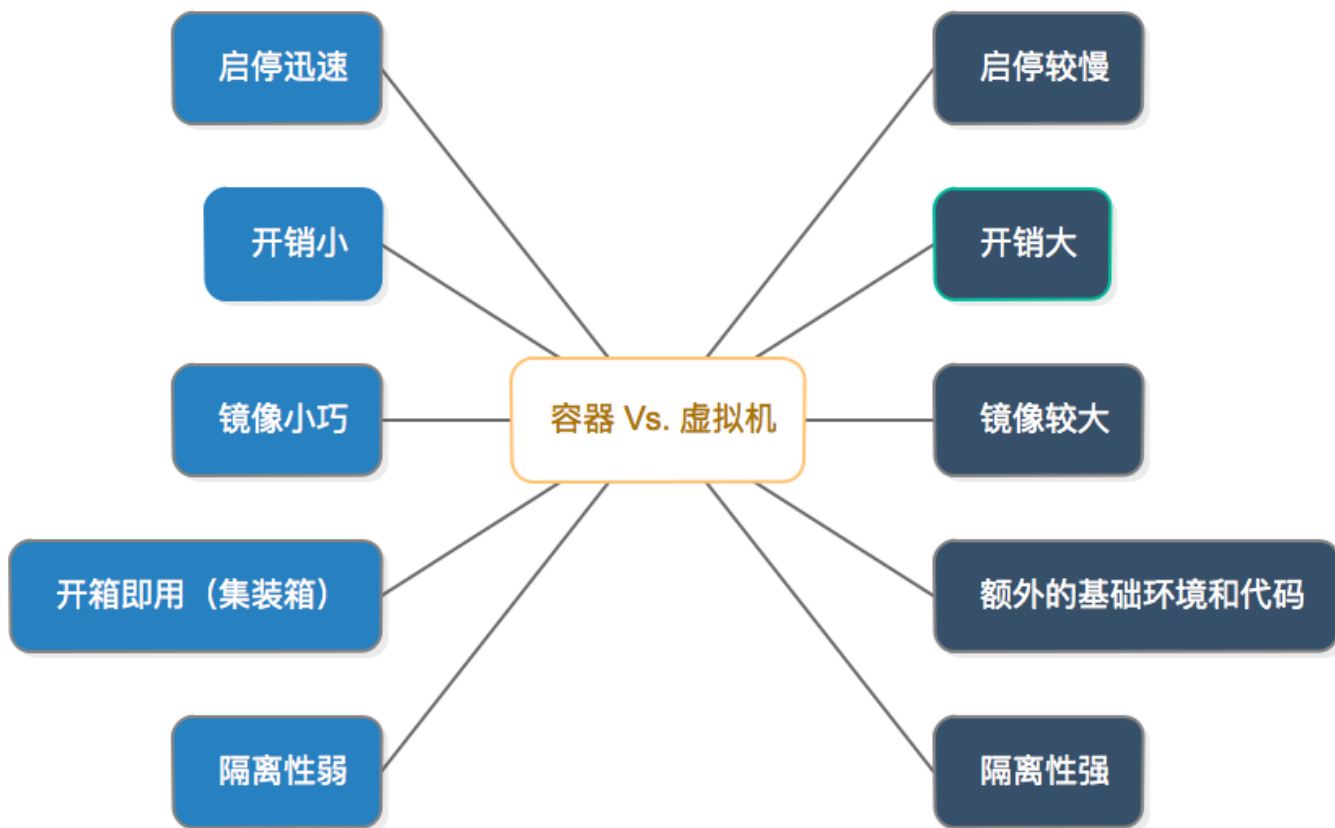 启停迅速
启停较慢
开销小
开销大
镜像小巧
容器 Vs. 虚拟机
镜像较大
开箱即用（集装箱）
额外的基础环境和代码
隔离性弱
隔离性强